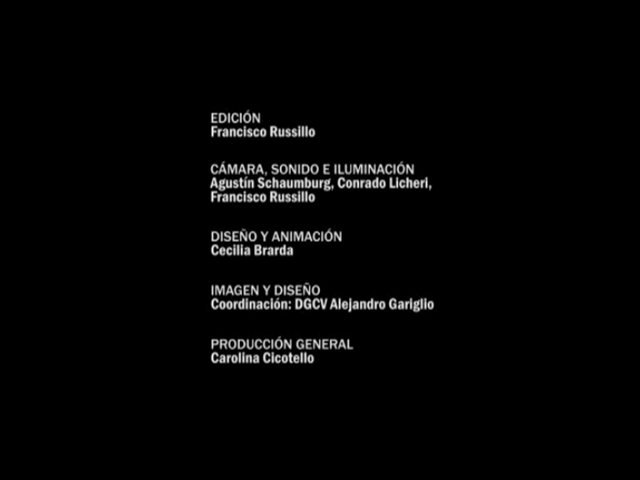 EDICIÓN
Francisco Russillo
CÁMARA, SONIDO E ILUMINACIÓN
Agustín Schaumburg, Conrado Licheri,
Francisco Russillo
DISEÑO Y ANIMACIÓN
Cecilia Brarda
IMAGEN Y DISEÑO
Coordinación: DGCV Alejandro Gariglio
PRODUCCIÓN GENERAL
Carolina Cicotello